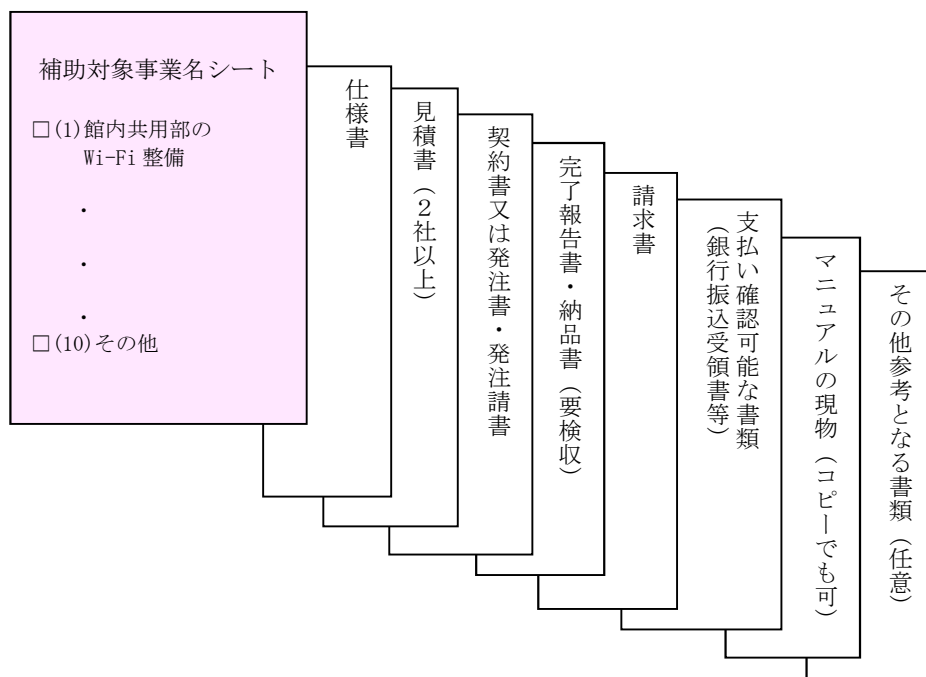 補助対象事業名シート
□(1)館内共用部の
Wi-Fi 整備
・
・
・
□(10)その他
仕様書
見積書（２社以上）
契約書又は発注書・発注請書
完了報告書・納品書（要検収）
請求書
支払い確認可能な書類
（銀行振込受領書等）
マニュアルの現物（コピーでも可）
その他参考となる書類（任意）